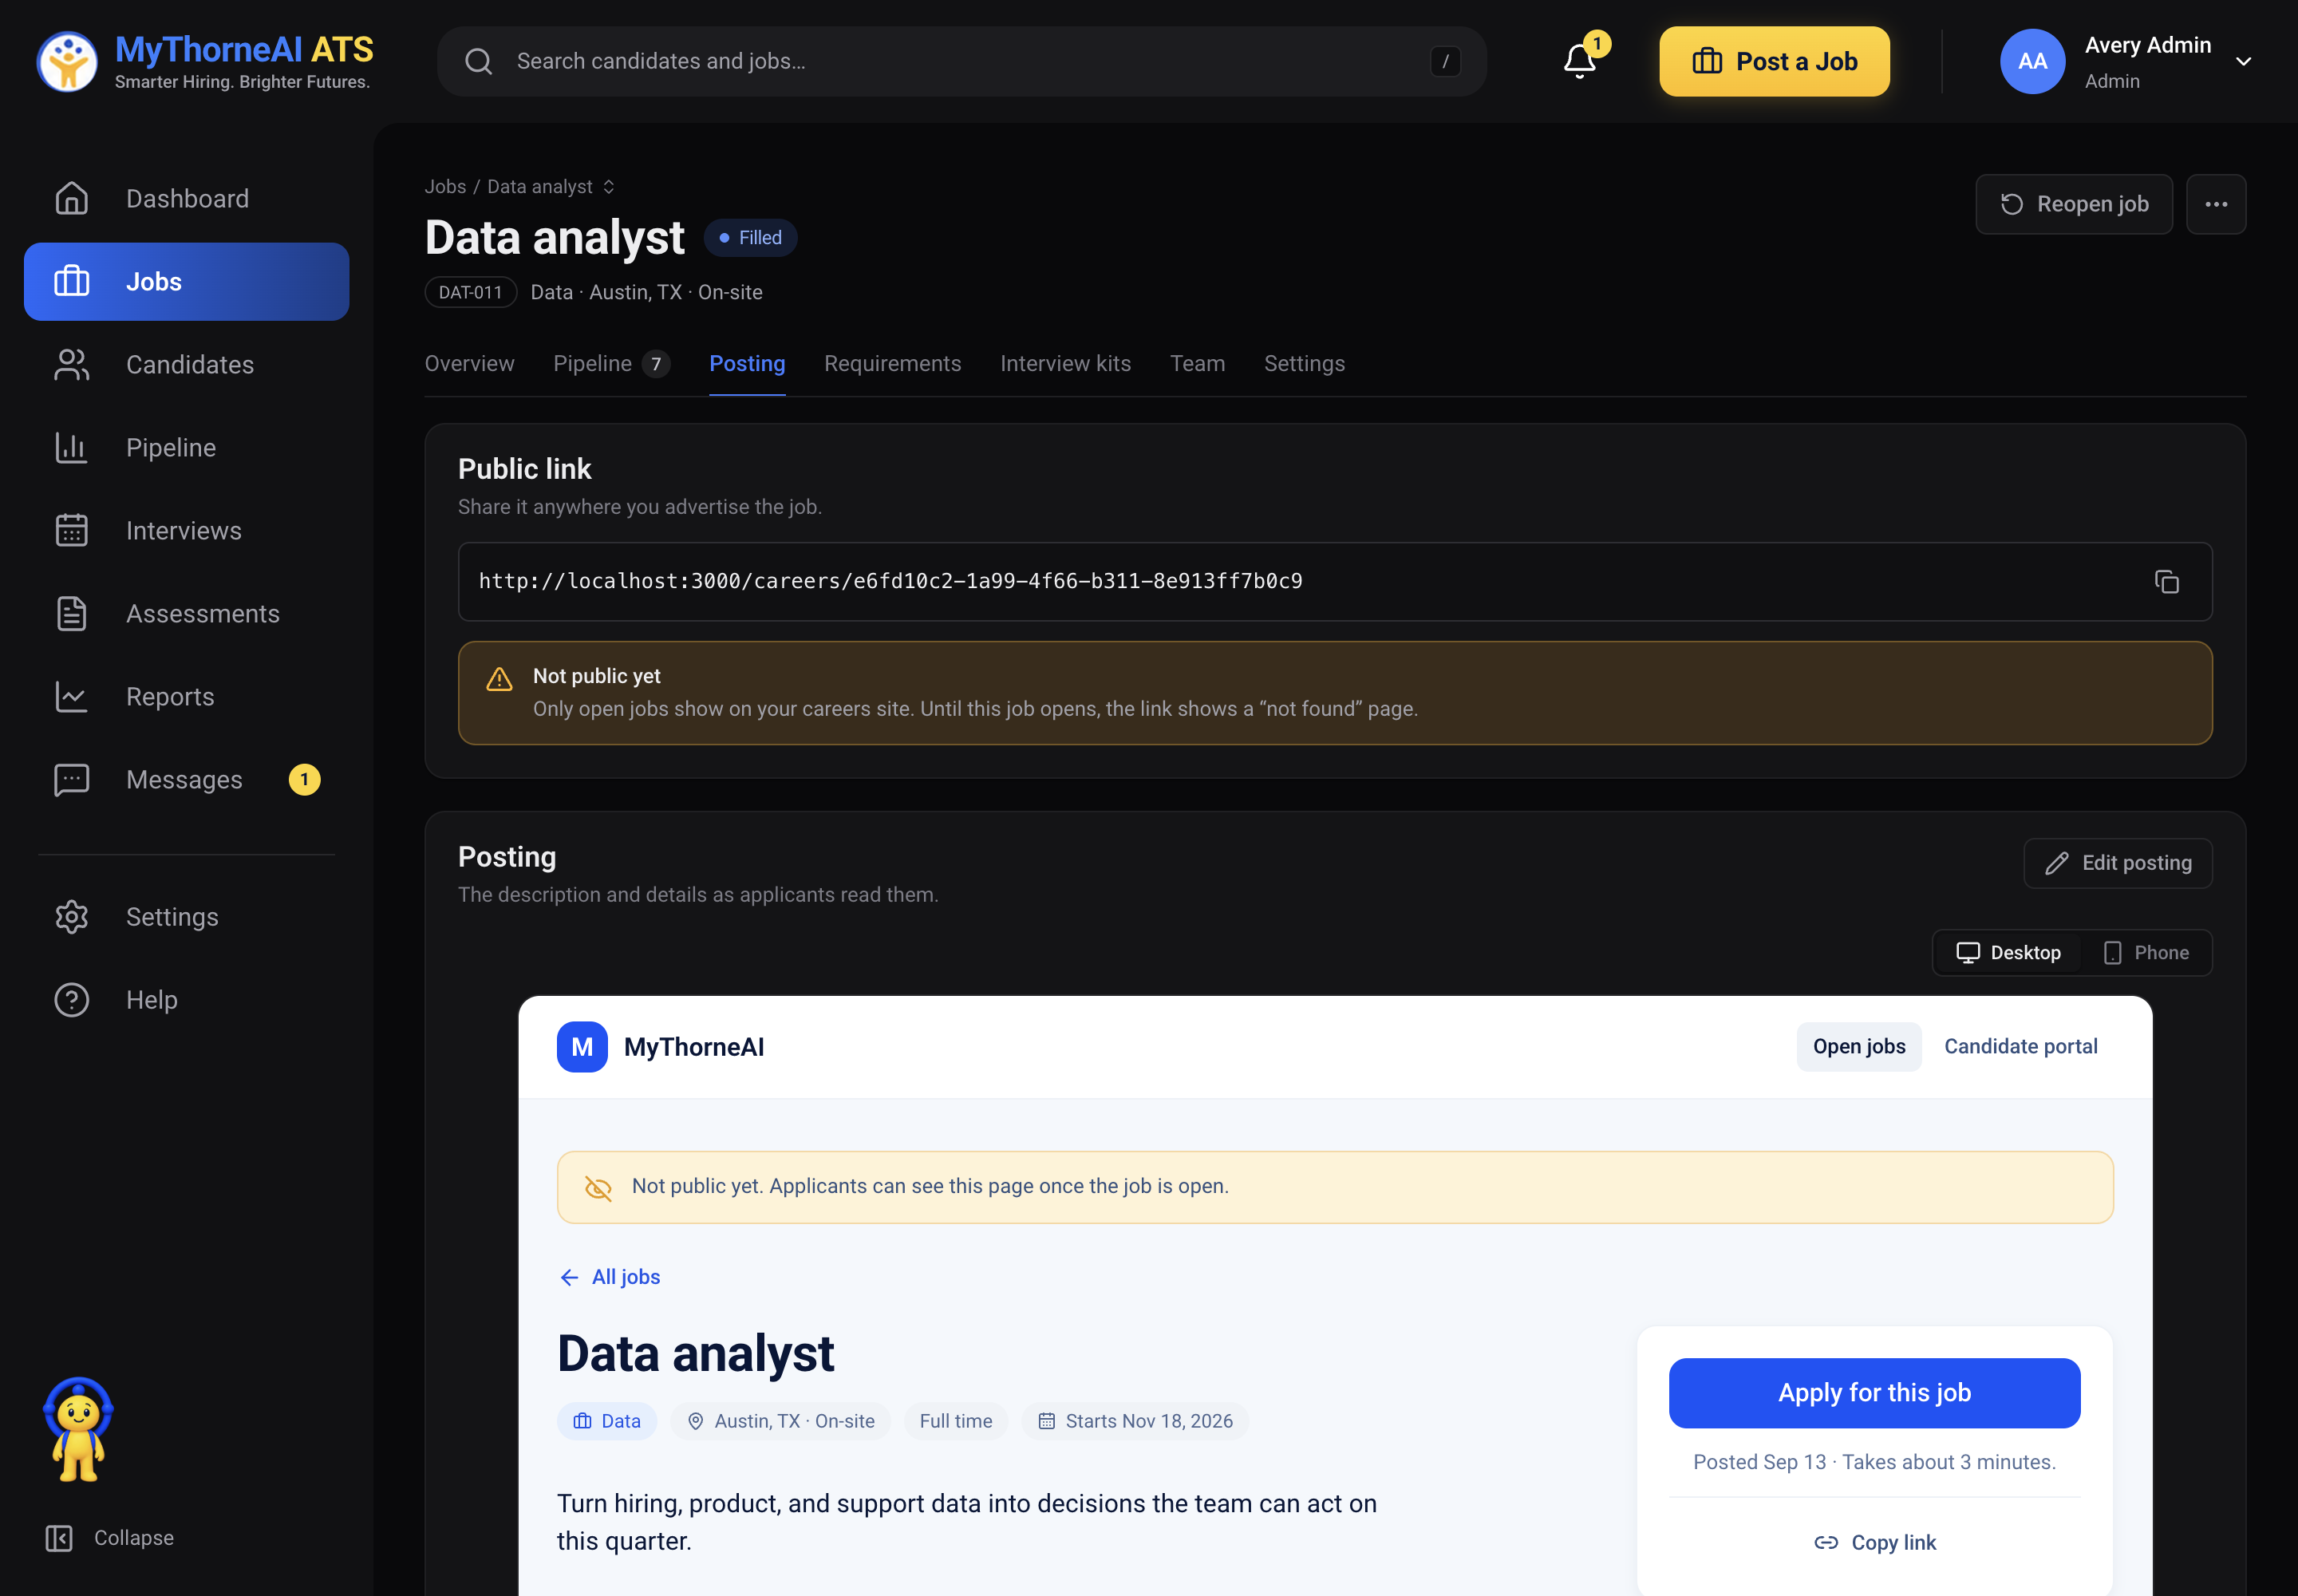 MyThorneAI ATS
Smarter Hiring. Brighter Futures.
Search candidates and jobs…
/
1
Post a Job
AA
Avery Admin
Admin
Dashboard
Jobs
Candidates
Pipeline
Interviews
Assessments
Reports
Messages
1
Settings
Help
Collapse
Jobs / Data analyst
Data analyst
Filled
Reopen job
DAT-011
Data · Austin, TX · On-site
Overview
Pipeline 7
Posting
Requirements
Interview kits
Team
Settings
Public link
Share it anywhere you advertise the job.
http://localhost:3000/careers/e6fd10c2-1a99-4f66-b311-8e913ff7b0c9
Not public yet
Only open jobs show on your careers site. Until this job opens, the link shows a “not found” page.
Posting
The description and details as applicants read them.
Edit posting
Desktop
Phone
M
MyThorneAI
Open jobs
Candidate portal
Not public yet. Applicants can see this page once the job is open.
All jobs
Data analyst
Data
Austin, TX · On-site
Full time
Starts Nov 18, 2026
Turn hiring, product, and support data into decisions the team can act on
this quarter.
Apply for this job
Posted Sep 13 · Takes about 3 minutes.
Copy link